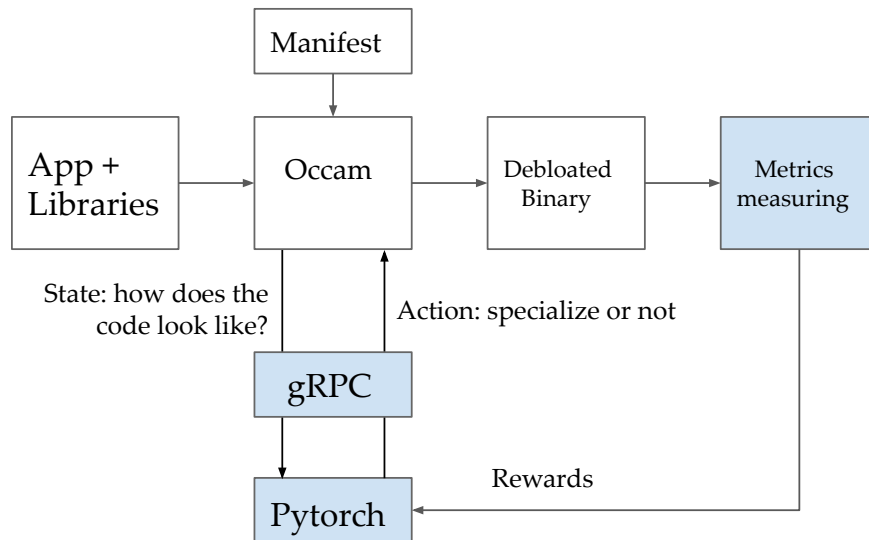 Manifest
App +
Libraries
Occam
Debloated
Binary
Metrics
measuring
State: how does the
code look like?
Action: specialize or not
gRPC
Rewards
Pytorch